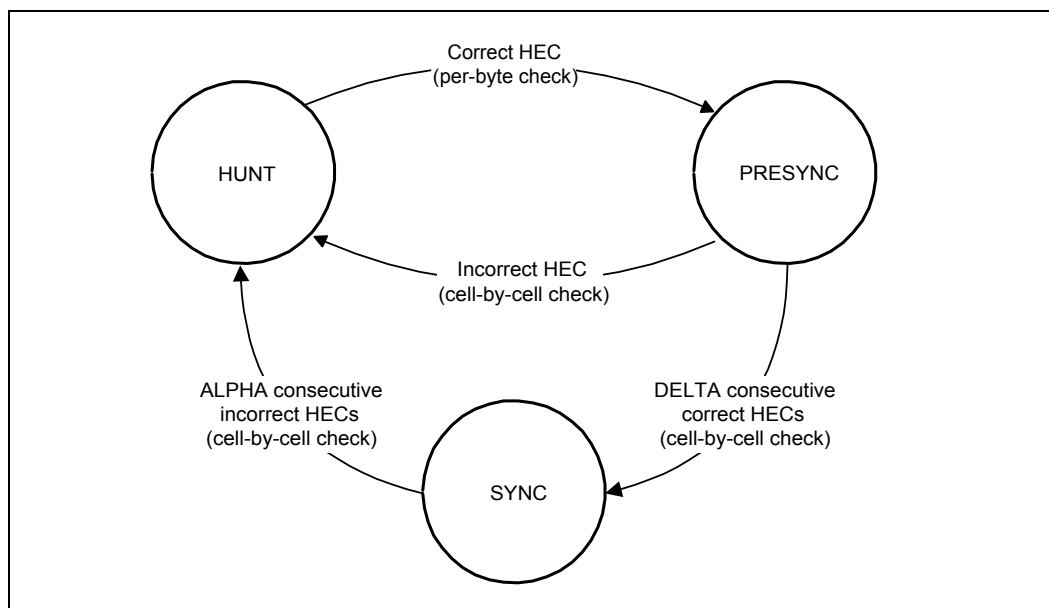 Correct HEC
(per-byte check)
HUNT
PRESYNC
Incorrect HEC
(cell-by-cell check)
ALPHA consecutive
incorrect HECs
(cell-by-cell check)
DELTA consecutive
correct HECs
(cell-by-cell check)
SYNC